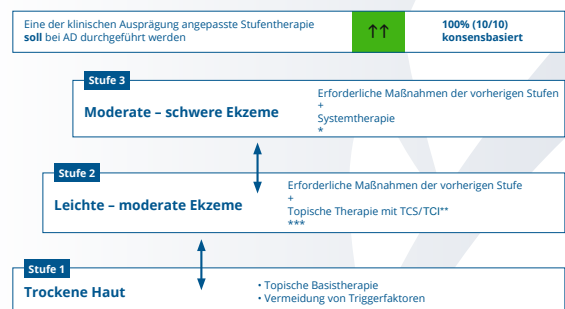 Eine der klinischen Ausprägung angepasste Stufentherapie
soll bei AD durchgeführt werden
↑↑
100% (10/10)
konsensbasiert
Stufe 3
Moderate – schwere Ekzeme
Erforderliche Maßnahmen der vorherigen Stufen
+
Systemtherapie
*
Stufe 2
Leichte – moderate Ekzeme
Erforderliche Maßnahmen der vorherigen Stufe
+
Topische Therapie mit TCS/TCI**
***
Stufe 1
Trockene Haut
• Topische Basistherapie
• Vermeidung von Triggerfaktoren